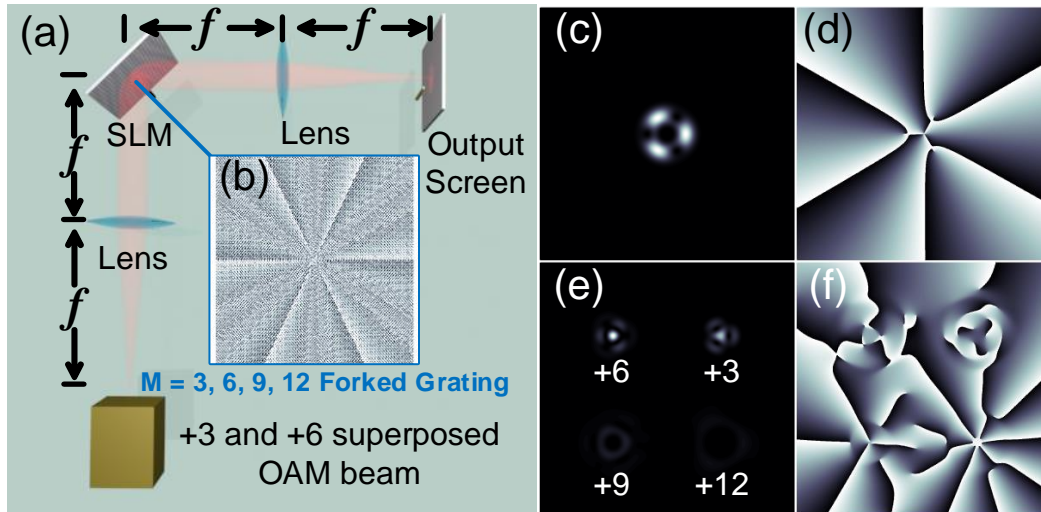 (a)
f
f
SLM
Lens
Output
Screen
f
(b)
Lens
f
M = 3, 6, 9, 12 Forked Grating
+3 and +6 superposed
OAM beam
(c)
(d)
(e)
+6
+3
+9
+12
(f)